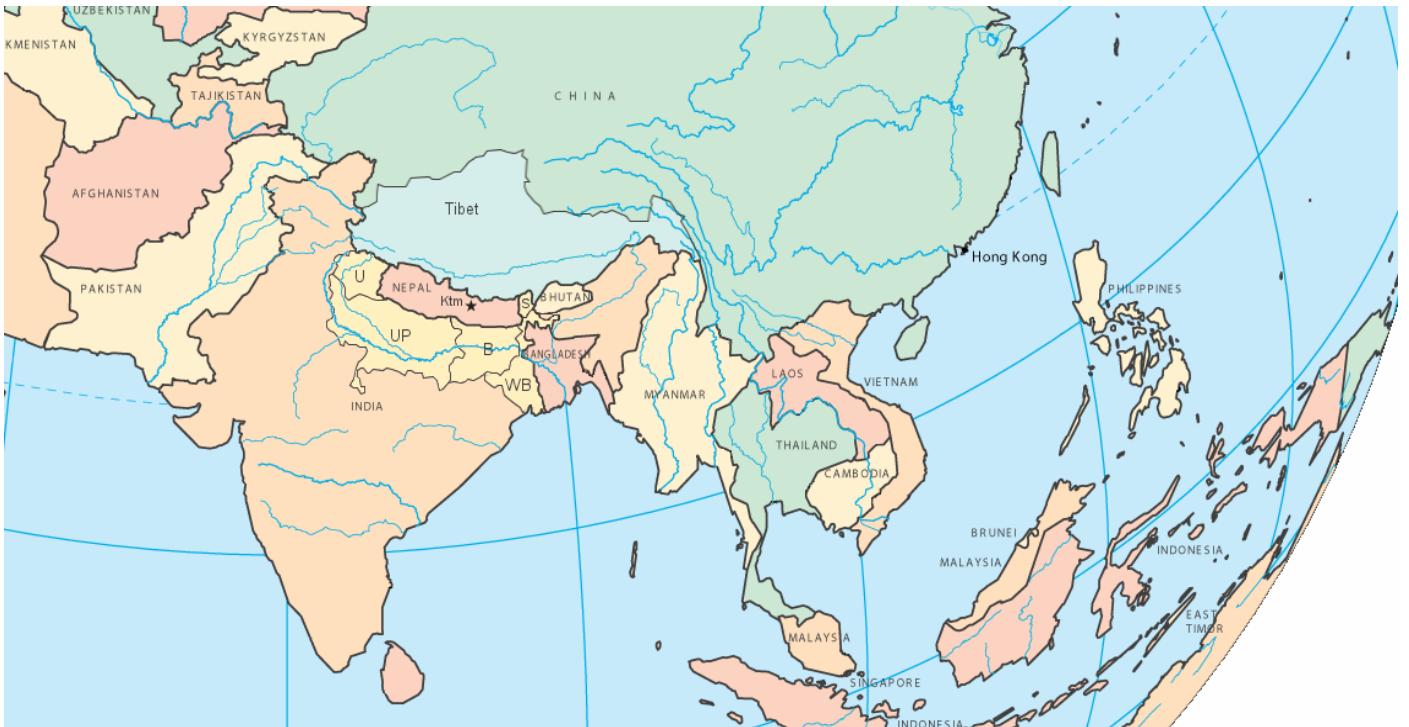 UZBEKISTAN
KYRGYZSTAN
KMENISTAN
TAJIKISTAN
CHINA
AFGHANISTAN
Tibet
Hong Kong
PAKISTAN
U
NEPAL
Ktm
S
BHUTAN
PHILIPPINES
UP
B
BANGLADESH
WB
LAOS
VIETNAM
INDIA
MYANMAR
THAILAND
CAMBODIA
BRUNEI
MALAYSIA
INDONESIA
EAST
TIMOR
MALAYSIA
SINGAPORE
INDONESIA